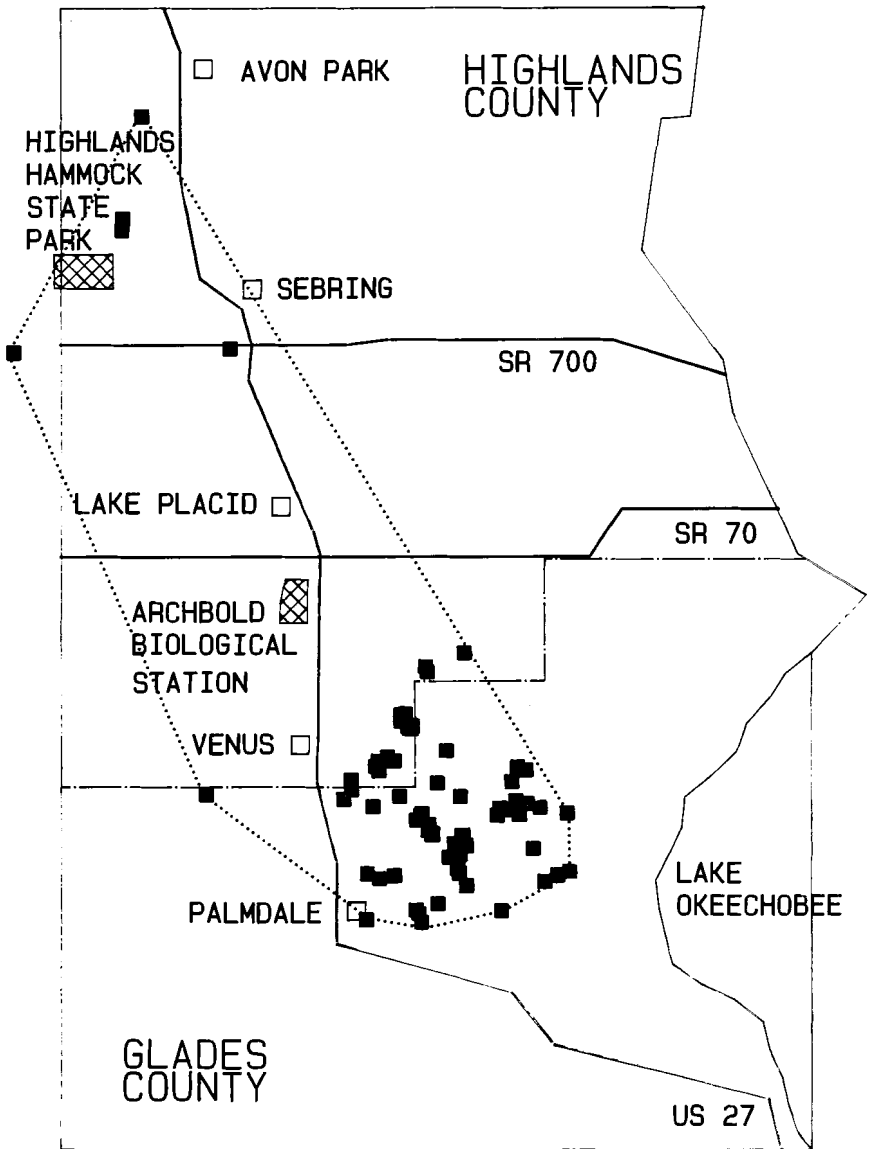 AVON PARK
HIGHLANDS
COUNTY
HIGHLANDS
HAMMOCK
STATE
PARK
SEBRING
SR 700
LAKE PLACID
SR 70
ARCHBOLD
BIOLOGICAL
STATION
VENUS
PALMDALE
LAKE
OKEECHOBEE
GLADES
COUNTY
US 27